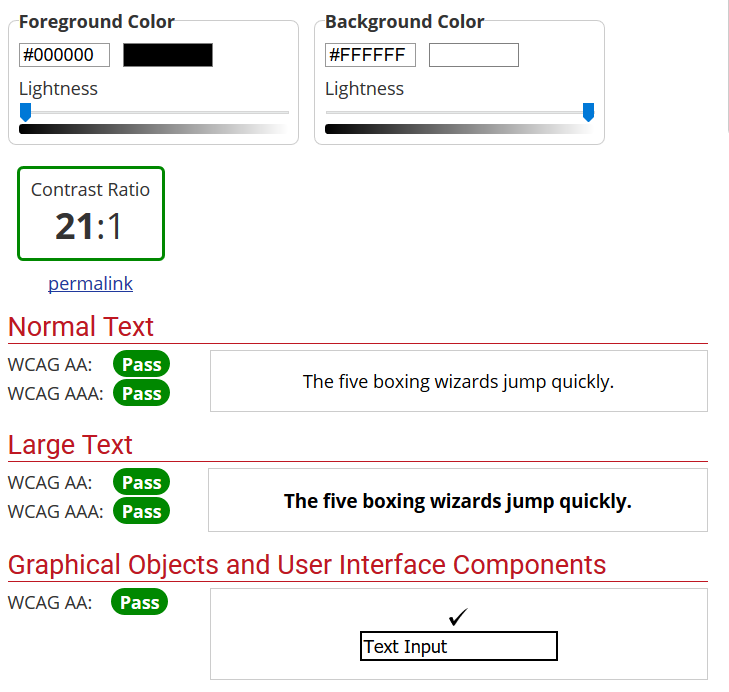 Foreground Color
#000000
Lightness
Background Color
#FFFFFF
Lightness
Contrast Ratio
21:1
permalink
Normal Text
WCAG AA: Pass
WCAG AAA: Pass
The five boxing wizards jump quickly.
Large Text
WCAG AA: Pass
WCAG AAA: Pass
The five boxing wizards jump quickly.
Graphical Objects and User Interface Components
WCAG AA: Pass
✓
Text Input